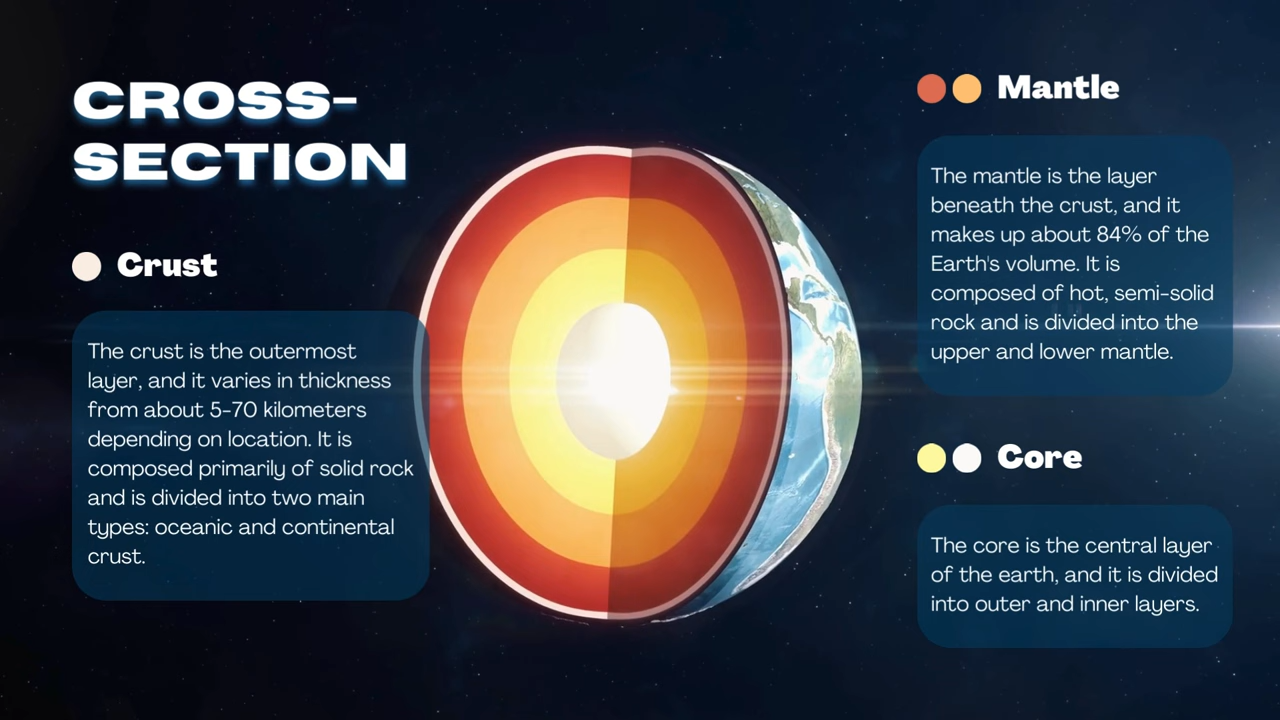 CROSS-
SECTION
Crust
The crust is the outermost
layer, and it varies in thickness
from about 5-70 kilometers
depending on location. It is
composed primarily of solid rock
and is divided into two main
types: oceanic and continental
crust.
Mantle
The mantle is the layer
beneath the crust, and it
makes up about 84% of the
Earth's volume. It is
composed of hot, semi-solid
rock and is divided into the
upper and lower mantle.
Core
The core is the central layer
of the earth, and it is divided
into outer and inner layers.